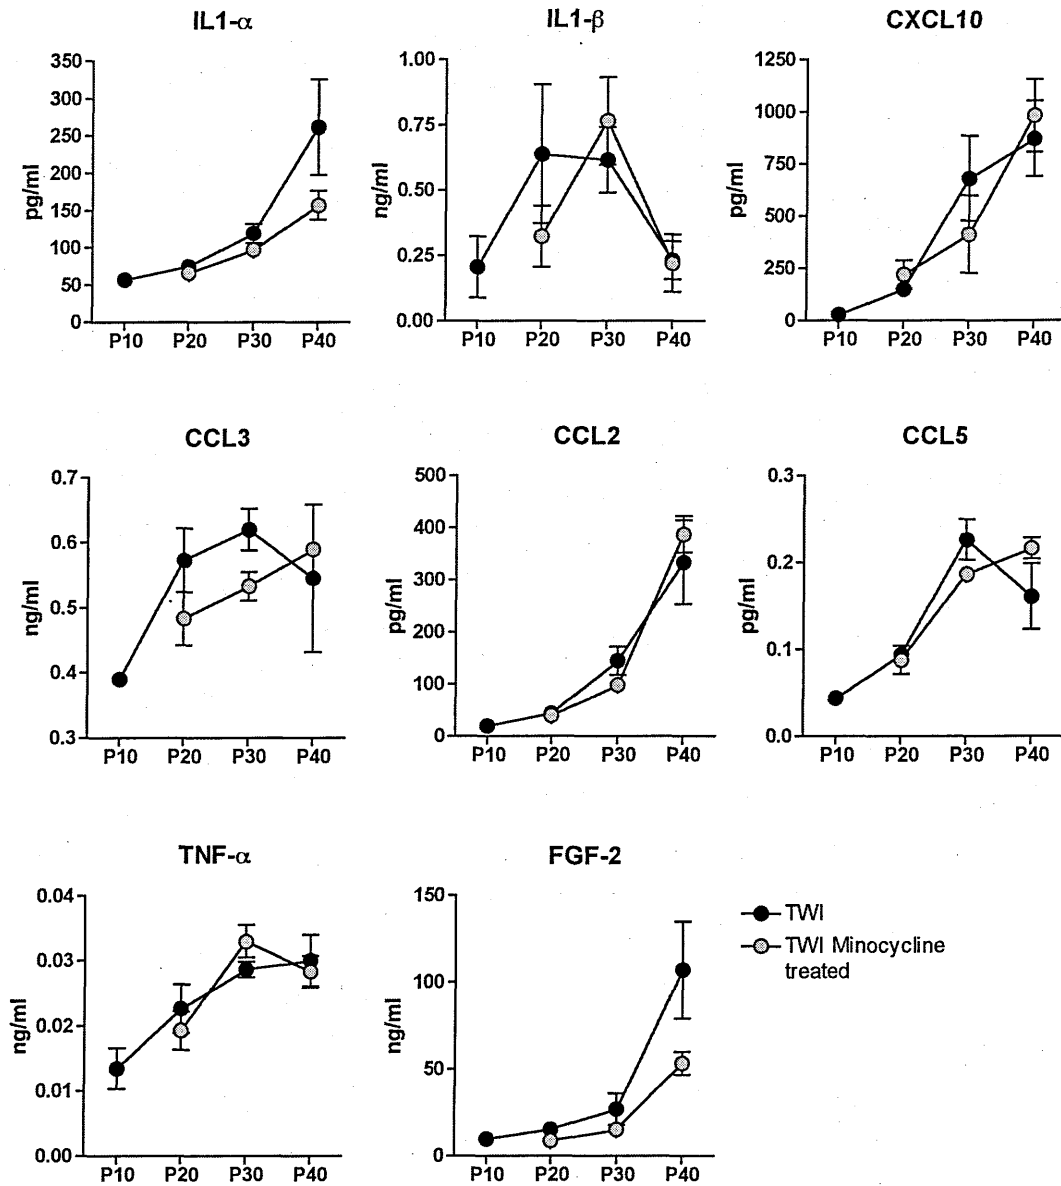 IL1-α
350
300
250
200
150
100
50
0
pg/ml
P10 P20 P30 P40
IL1-β
1.00
0.75
0.50
0.25
0.00
ng/ml
P10 P20 P30 P40
CXCL10
1250
1000
750
500
250
0
pg/ml
P10 P20 P30 P40
CCL3
0.7
0.6
0.5
0.4
0.3
ng/ml
P10 P20 P30 P40
CCL2
500
400
300
200
100
0
pg/ml
P10 P20 P30 P40
CCL5
0.3
0.2
0.1
0.0
pg/ml
P10 P20 P30 P40
TNF-α
0.04
0.03
0.02
0.01
0.00
ng/ml
P10 P20 P30 P40
FGF-2
150
100
50
0
ng/ml
P10 P20 P30 P40
TWI
TWI Minocycline
treated